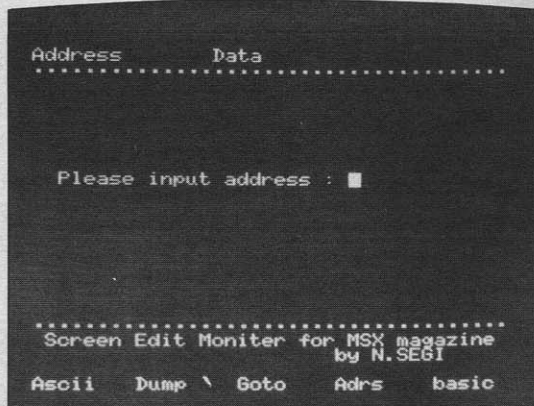 Address Data
Please input address :
Screen Edit Moniter for MSX magazine
by N.SEGI
Ascii Dump ` Goto Adrs basic